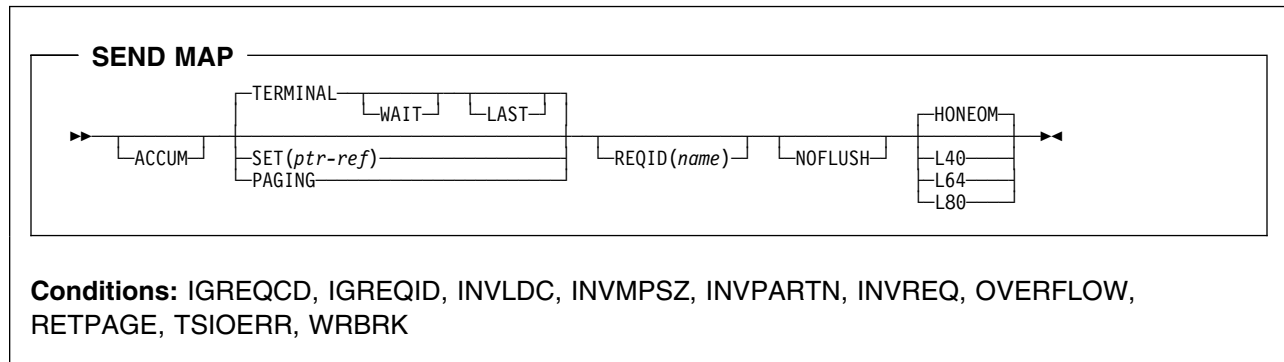 SEND MAP
TERMINAL WAIT LAST HONEOM
ACCUM SET(ptr-ref) REQID(name) NOFLUSH L40
PAGING L64
L80
Conditions: IGREQCD, IGREQID, INVLDC, INVMPSZ, INVPARTN, INVREQ, OVERFLOW,
RETPAGE, TSIOERR, WRBRK